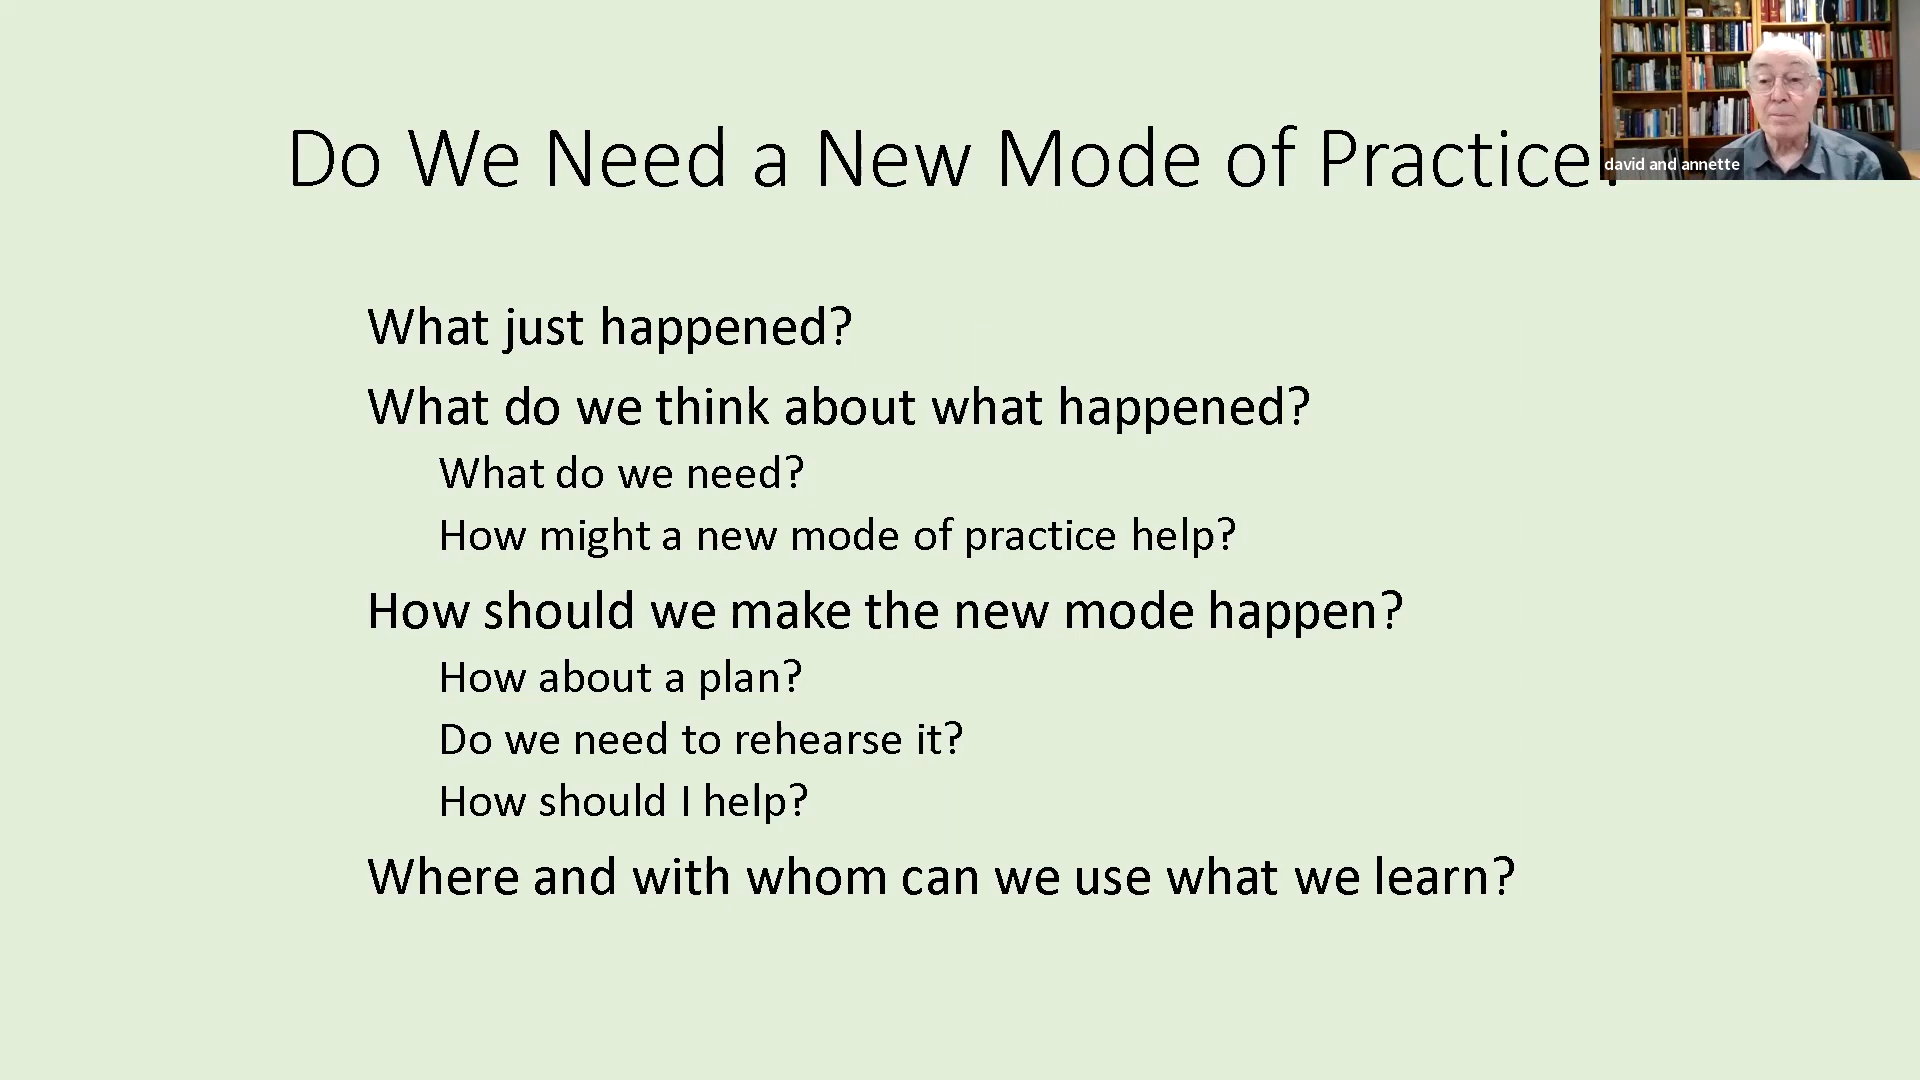 Do We Need a New Mode of Practice?
david and annette
What just happened?
What do we think about what happened?
What do we need?
How might a new mode of practice help?
How should we make the new mode happen?
How about a plan?
Do we need to rehearse it?
How should I help?
Where and with whom can we use what we learn?